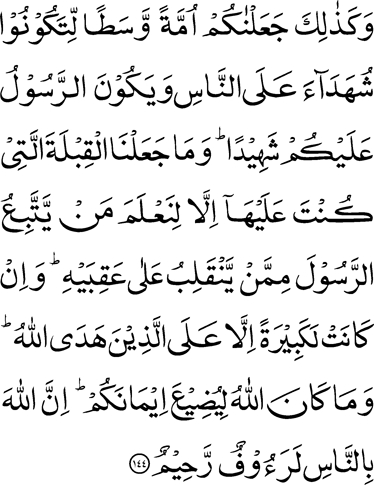 وَكَذٰلِكَ جَعَلْنٰكُمْ اُمَّةً وَّسَطًا لِّتَكُوْنُوْا
شُهَدَآءَ عَلَى النَّاسِ وَيَكُوْنَ الرَّسُوْلُ
عَلَيْكُمْ شَهِيْدًا ؕ وَمَا جَعَلْنَا الْقِبْلَةَ الَّتِىْ
كُنْتَ عَلَيْهَآ اِلَّا لِنَعْلَمَ مَنْ يَّتَّبِعُ
الرَّسُوْلَ مِمَّنْ يَّنْقَلِبُ عَلٰى عَقِبَيْهِ ؕ وَاِنْ
كَانَتْ لَكَبِيْرَةً اِلَّا عَلَى الَّذِيْنَ هَدَى اللّٰهُ ؕ
وَمَا كَانَ اللّٰهُ لِيُضِيْعَ اِيْمَانَكُمْ ؕ اِنَّ اللّٰهَ
بِالنَّاسِ لَرَءُوْفٌ رَّحِيْمٌ ﴿۱۴۴﴾